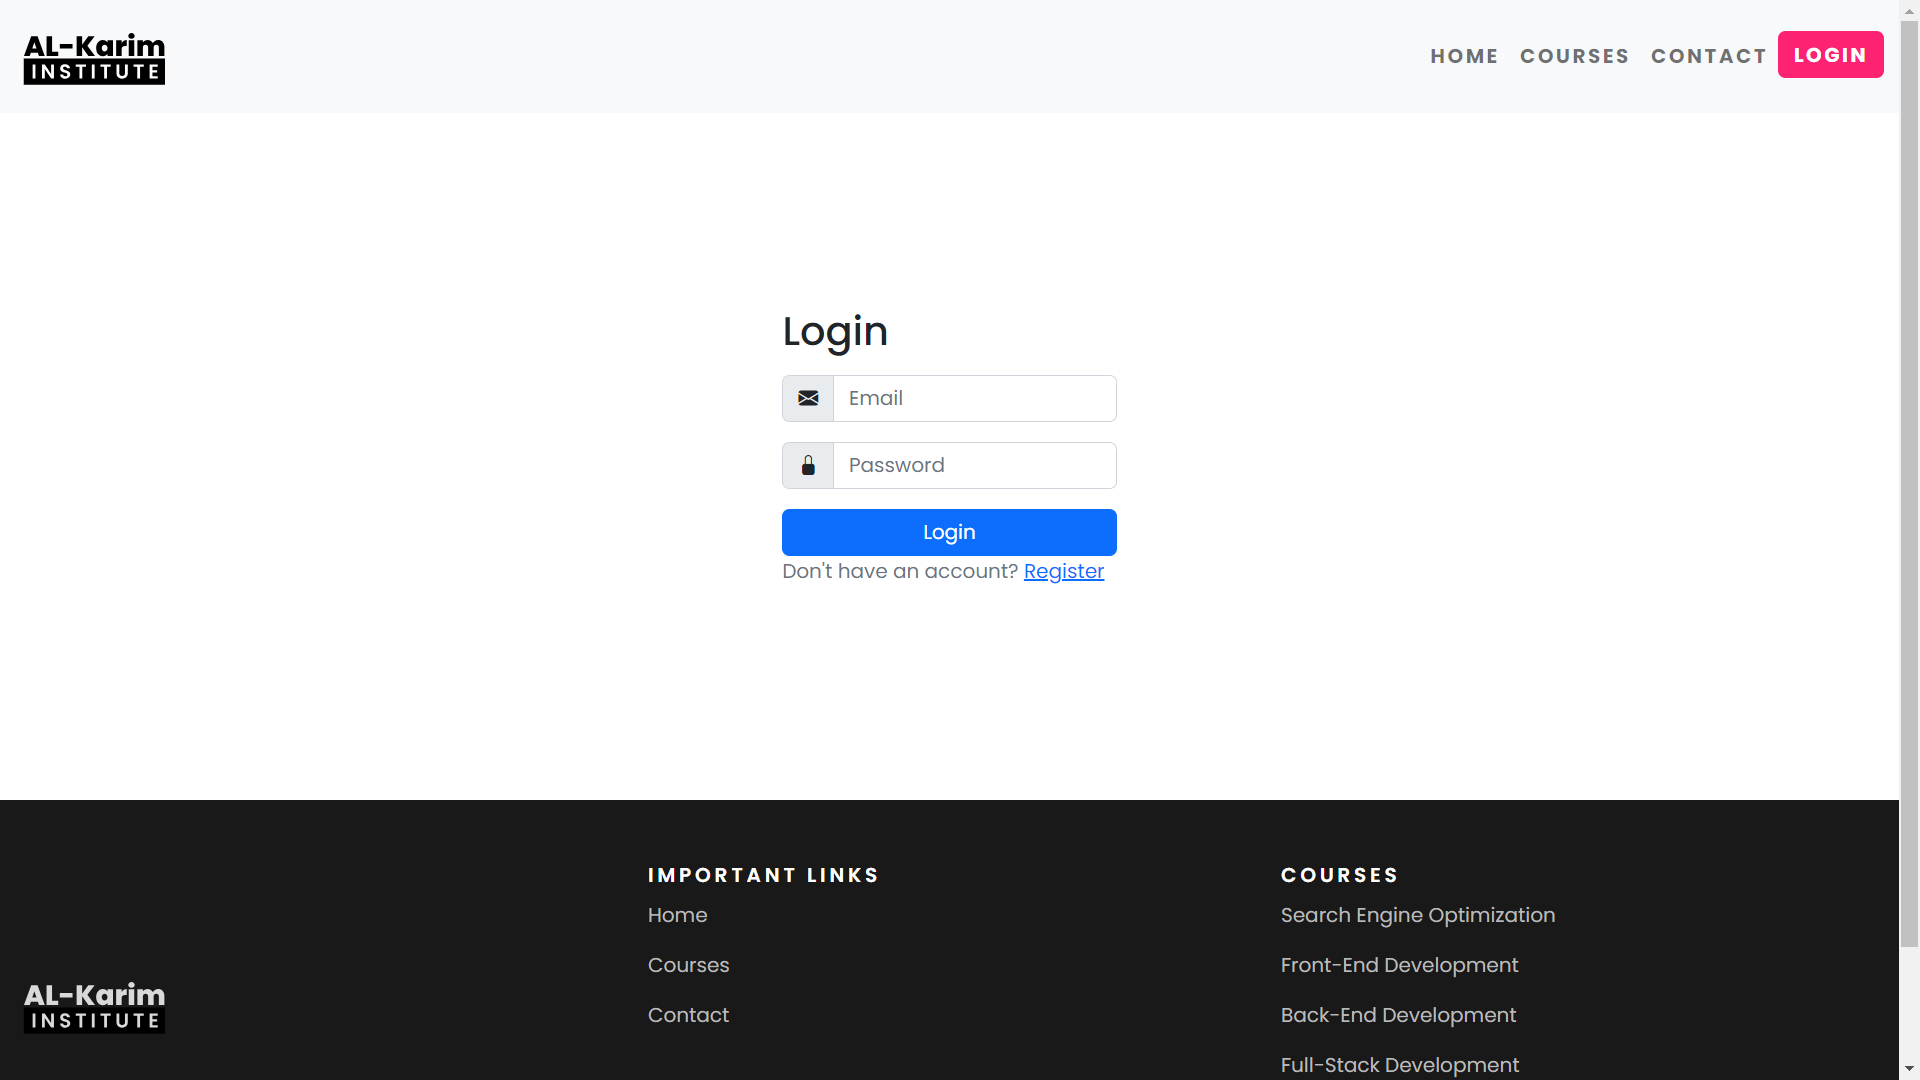 AL-Karim
INSTITUTE
HOME
COURSES
CONTACT
LOGIN
Login
Email
Password
Login
Don't have an account? Register
AL-Karim
INSTITUTE
IMPORTANT LINKS
Home
Courses
Contact
COURSES
Search Engine Optimization
Front-End Development
Back-End Development
Full-Stack Development